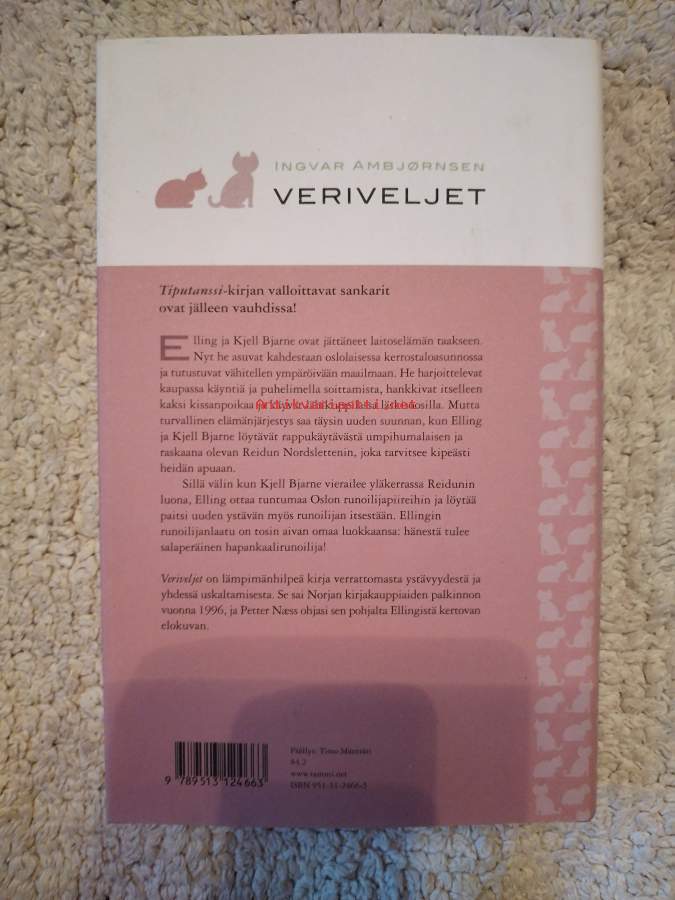 INGVAR AMBJØRNSEN
VERIVELJET
Tiputanssi-kirjan valloittavat sankarit
ovat jälleen vauhdissa!
Elling ja Kjell Bjarne ovat jättäneet laitoselämän taakseen.
Nyt he asuvat kahdestaan oslolaisessa kerrostaloasunnossa
ja tutustuvat vähitellen ympäröivään maailmaan. He harjoittelevat
kaupassa käyntiä ja puhelimella soittamista, hankkivat itselleen
kaksi kissanpoikaa Mutta
turvallinen elämänjärjestys saa täysin uuden suunnan, kun Elling
ja Kjell Bjarne löytävät rappukäytävästä umpihumalaisen ja
raskaana olevan Reidun Nordslettenin, joka tarvitsee kipeästi
heidän apuaan.
Sillä välin kun Kjell Bjarne vierailee yläkerrassa Reidunin
luona, Elling ottaa tuntumaa Oslon runoilijapiireihin ja löytää
paitsi uuden ystävän myös runoilijan itsestään. Ellingin
runoilijanlaatu on tosin aivan omaa luokkaansa: hänestä tulee
salaperäinen hapankaalirunoilija!
Veriveljet on lämpimänhilpeä kirja verrattomasta ystävyydestä ja
yhdessä uskaltamisesta. Se sai Norjan kirjakauppiaiden palkinnon
vuonna 1996, ja Petter Næss ohjasi sen pohjalta Ellingistä kertovan
elokuvan.
Päällys: Timo
84.2
www.tammi.net
ISBN 951-31-2466-3
9 789513 124663